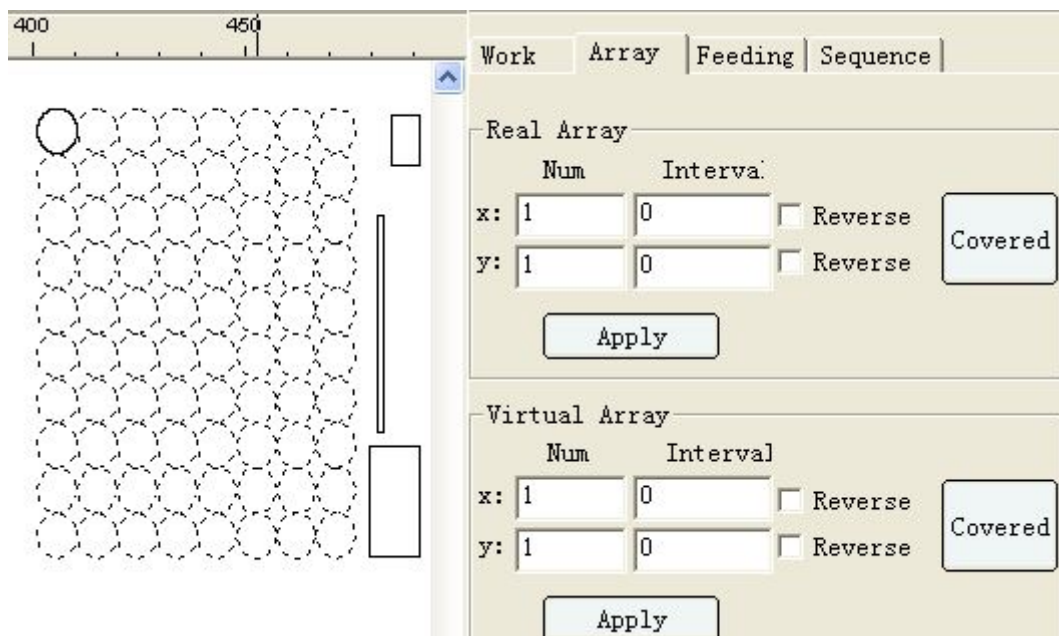 400 450
Work Array Feeding Sequence
Real Array
Num Interva
x: 1 0 Reverse
Covered
y: 1 0 Reverse
Apply
Virtual Array
Num Interval
x: 1 0 Reverse
Covered
y: 1 0 Reverse
Apply